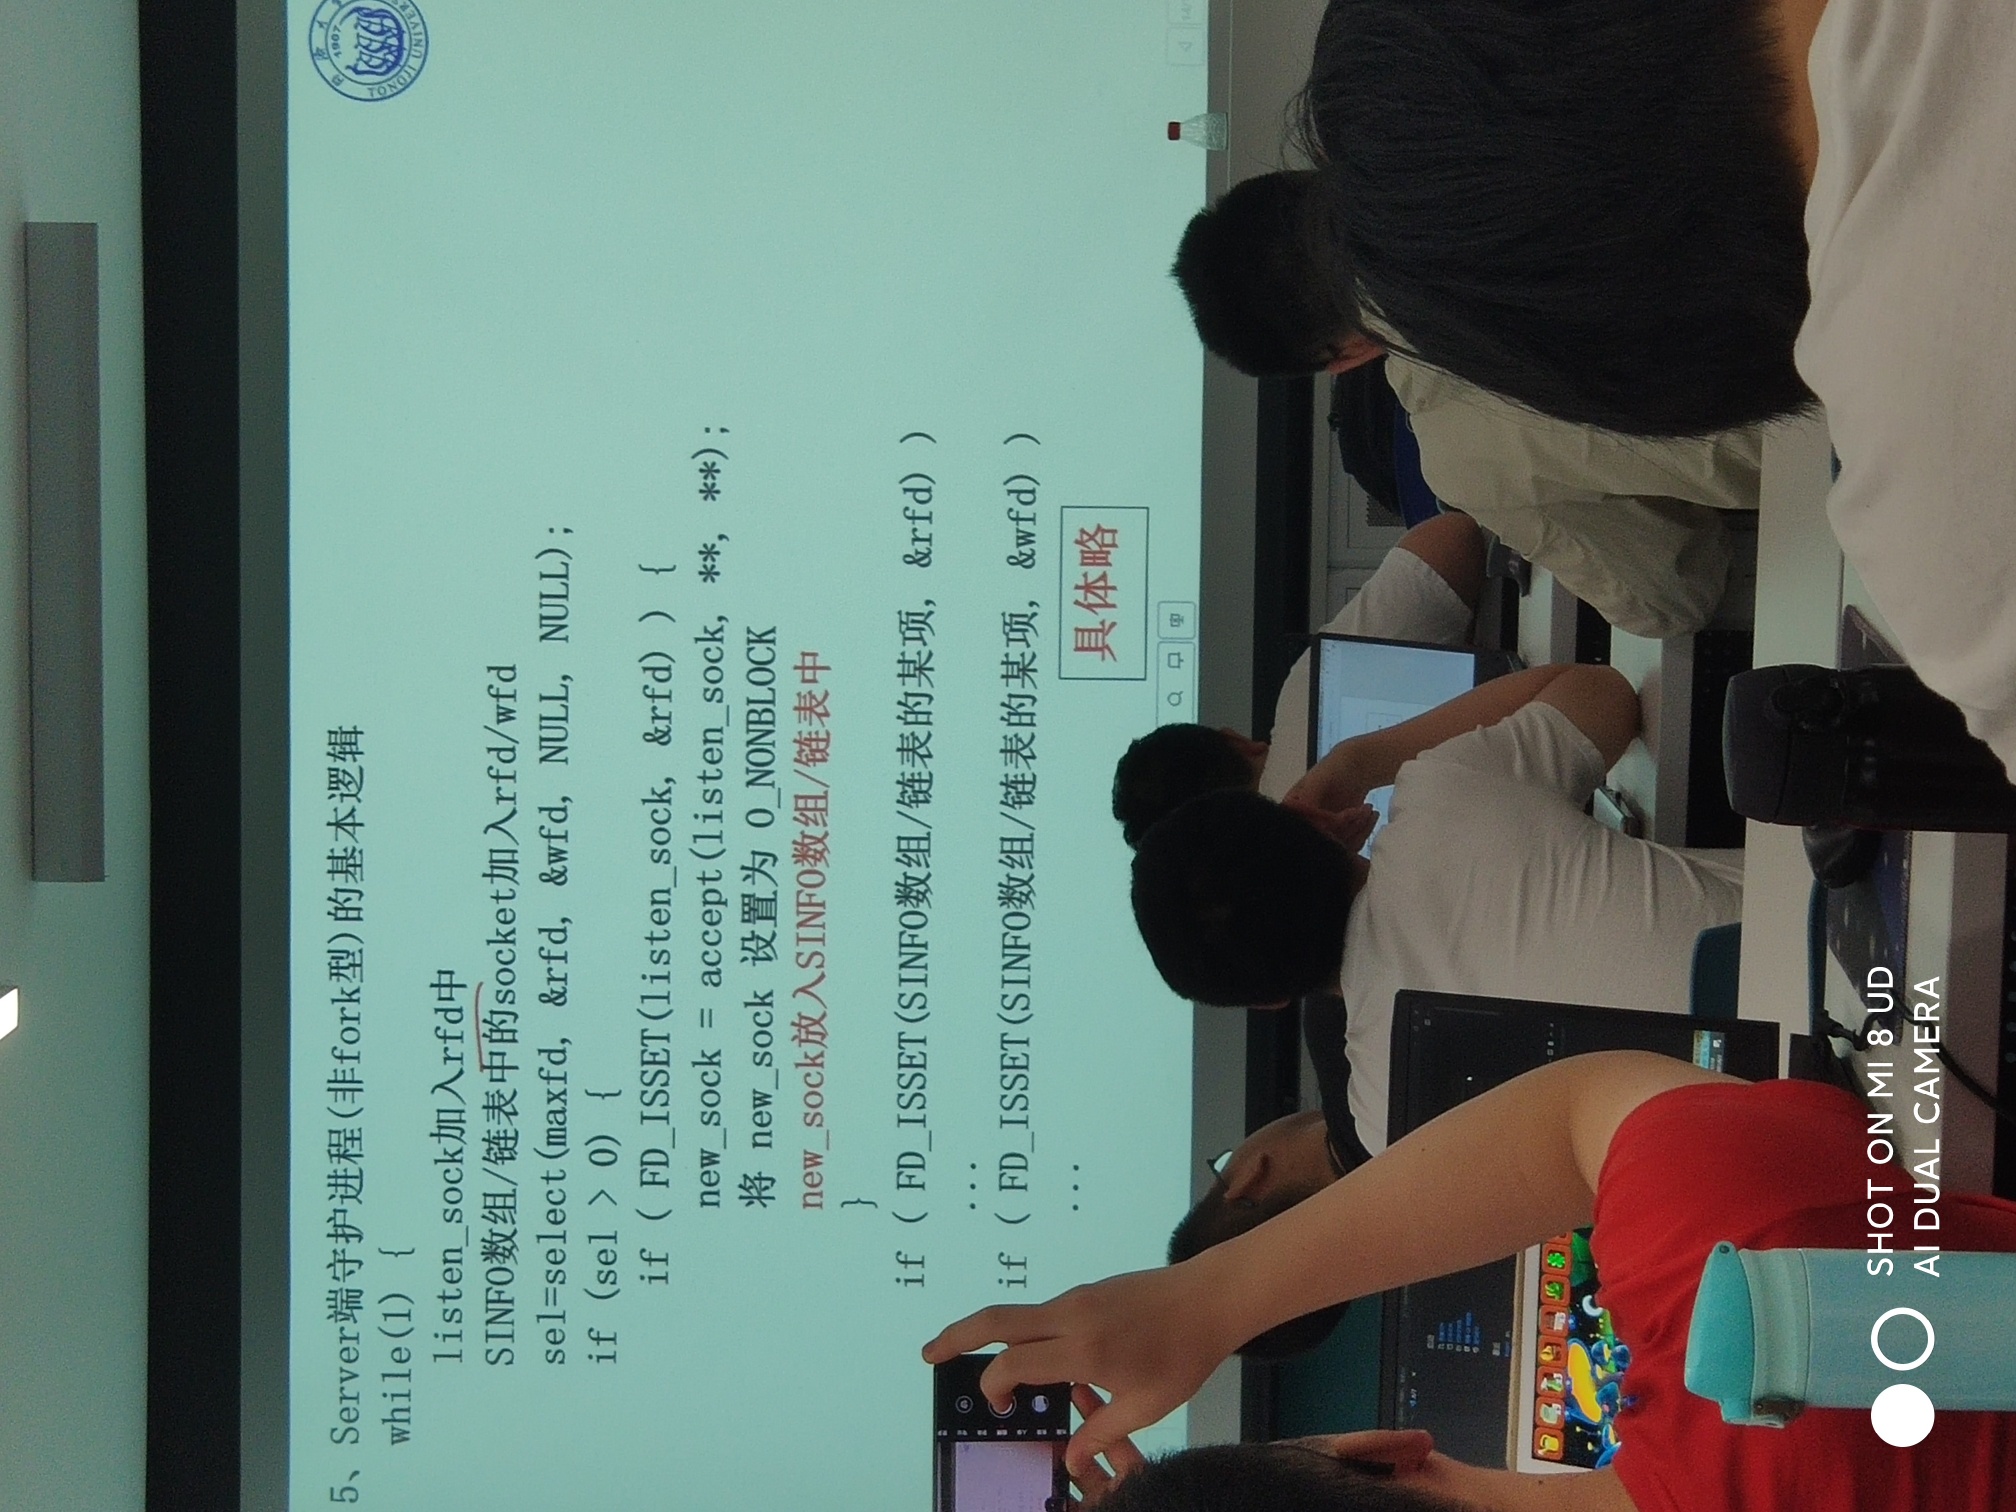 5、Server端守护进程(非fork型)的基本逻辑
while(1) {
listen_sock加入rfd中
SINFO数组/链表中的socket加入rfd/wfd
sel=select(maxfd, &rfd, &wfd, NULL, NULL);
if (sel > 0) {
if ( FD_ISSET(listen_sock, &rfd) ) {
new_sock = accept(listen_sock, **, **);
将 new_sock 设置为 O_NONBLOCK
new_sock放入SINFO数组/链表中
}
if ( FD_ISSET(SINFO数组/链表的某项, &rfd) )
...
if ( FD_ISSET(SINFO数组/链表的某项, &wfd) )
...
具体略
1907
TONGJI UNIVERS
SHOT ON MI 8 UD
AI DUAL CAMERA